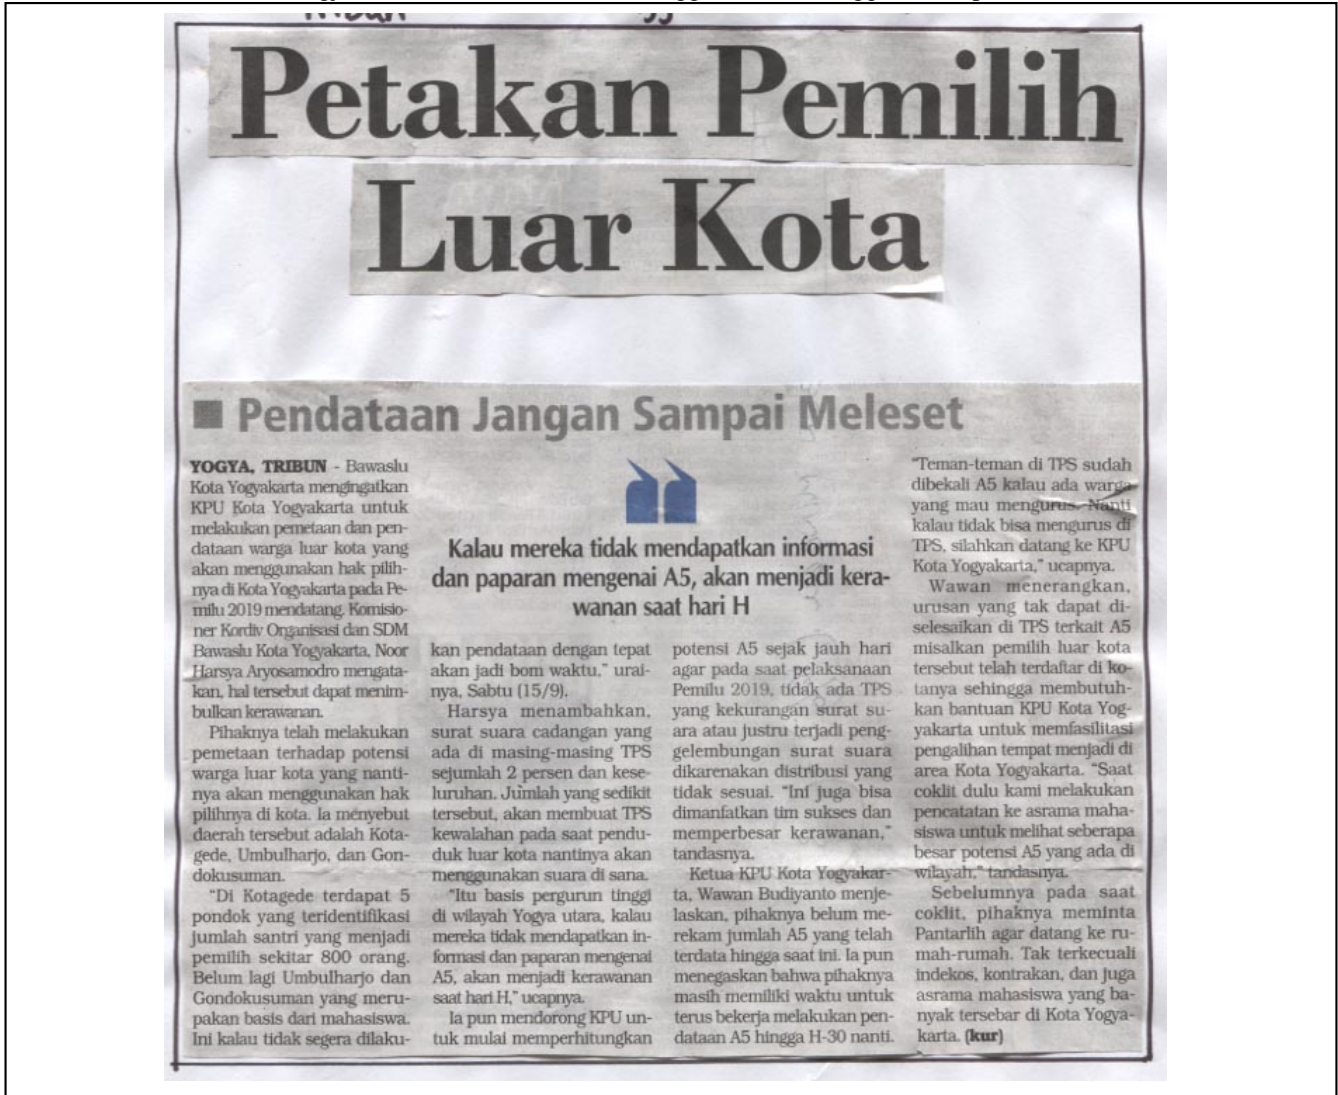 Petakan Pemilih
Luar Kota
■ Pendataan Jangan Sampai Meleset
YOGYA, TRIBUN - Bawaslu
Kota Yogyakarta mengingatkan
KPU Kota Yogyakarta untuk
melakukan pemetaan dan pen-
dataan warga luar kota yang
akan menggunakan hak pilih-
nya di Kota Yogyakarta pada Pe-
milu 2019 mendatang. Komisio-
ner Kordiv Organisasi dan SDM
Bawaslu Kota Yogyakarta, Noor
Harsya Aryosamodro mengata-
kan, hal tersebut dapat menim-
bulkan kerawanan.
Pihaknya telah melakukan
pemetaan terhadap potensi
warga luar kota yang nanti-
nya akan menggunakan hak
pilihnya di kota. Ia menyebut
daerah tersebut adalah Kota-
gede, Umbulharjo, dan Gon-
dokusuman.
"Di Kotagede terdapat 5
pondok yang teridentifikasi
jumlah santri yang menjadi
pemilih sekitar 800 orang.
Belum lagi Umbulharjo dan
Gondokusuman yang meru-
pakan basis dari mahasiswa.
Ini kalau tidak segera dilaku-
Kalau mereka tidak mendapatkan informasi
dan paparan mengenai A5, akan menjadi kera-
wanan saat hari H
kan pendataan dengan tepat
akan jadi bom waktu," urai-
nya, Sabtu (15/9).
Harsya menambahkan,
surat suara cadangan yang
ada di masing-masing TPS
sejumlah 2 persen dan kese-
luruhan. Jumlah yang sedikit
tersebut, akan membuat TPS
kewalahan pada saat pendu-
duk luar kota nantinya akan
menggunakan suara di sana.
"Itu basis pergurun tinggi
di wilayah Yogya utara, kalau
mereka tidak mendapatkan in-
formasi dan paparan mengenai
A5, akan menjadi kerawanan
saat hari H," ucapnya.
Ia pun mendorong KPU un-
tuk mulai memperhitungkan
potensi A5 sejak jauh hari
agar pada saat pelaksanaan
Pemilu 2019, tidak ada TPS
yang kekurangan surat su-
ara atau justru terjadi peng-
gelembungan surat suara
dikarenakan distribusi yang
tidak sesuai. "Ini juga bisa
dimanfatkan tim sukses dan
memperbesar kerawanan,"
tandasnya.
Ketua KPU Kota Yogyakar-
ta, Wawan Budiyanto menje-
laskan, pihaknya belum me-
rekam jumlah A5 yang telah
terdata hingga saat ini. Ia pun
menegaskan bahwa pihaknya
masih memiliki waktu untuk
terus bekerja melakukan pen-
dataan A5 hingga H-30 nanti.
"Teman-teman di TPS sudah
dibekali A5 kalau ada warga
yang mau mengurus. Nanti
kalau tidak bisa mengurus di
TPS, silahkan datang ke KPU
Kota Yogyakarta," ucapnya.
Wawan menerangkan,
urusan yang tak dapat di-
selesaikan di TPS terkait A5
misalkan pemilih luar kota
tersebut telah terdaftar di ko-
tanya sehingga membutuh-
kan bantuan KPU Kota Yog-
yakarta untuk memfasilitasi
pengalihan tempat menjadi di
area Kota Yogyakarta. "Saat
coklit dulu kami melakukan
pencatatan ke asrama maha-
siswa untuk melihat seberapa
besar potensi A5 yang ada di
wilayah," tandasnya.
Sebelumnya pada saat
coklit, pihaknya meminta
Pantarlih agar datang ke ru-
mah-rumah. Tak terkecuali
indekos, kontrakan, dan juga
asrama mahasiswa yang ba-
nyak tersebar di Kota Yogya-
karta. (kur)